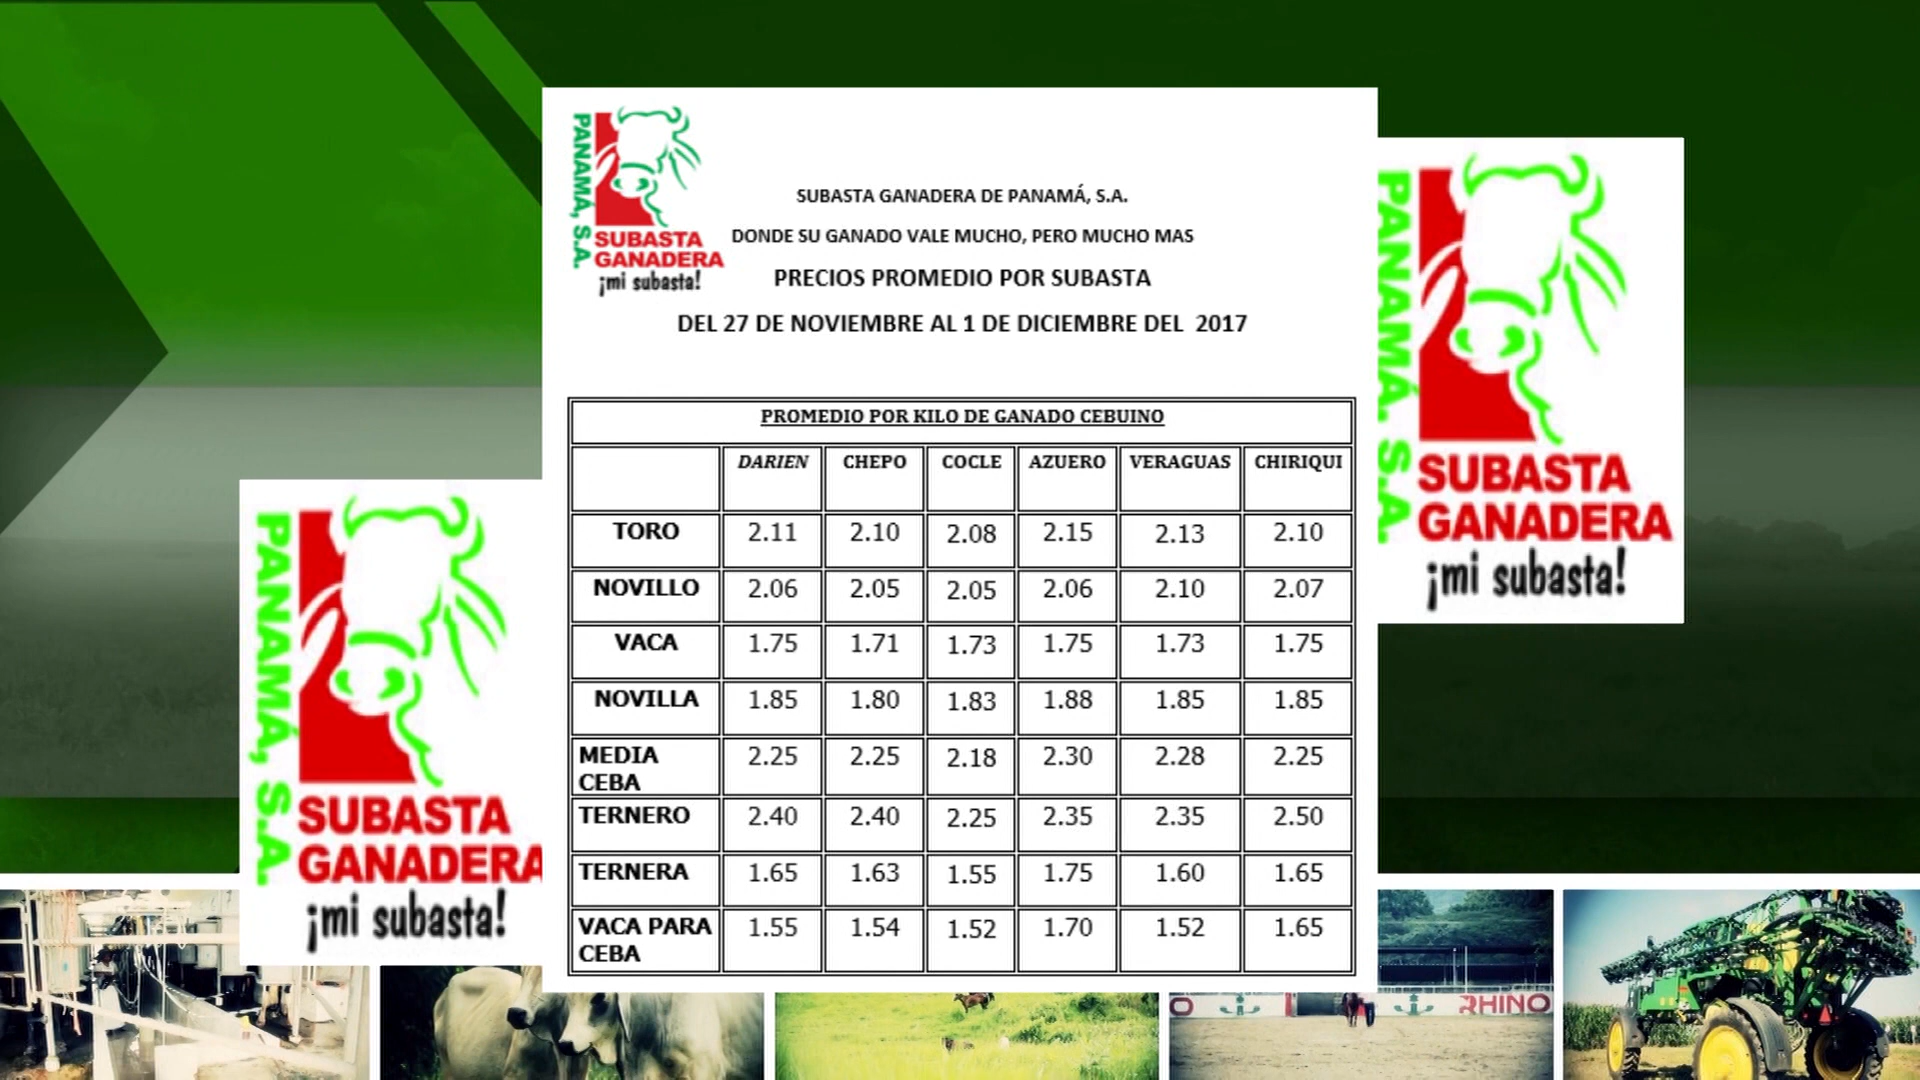 PANAMÁ, S.A.
SUBASTA
GANADERA
¡mi subasta!
SUBASTA GANADERA DE PANAMÁ, S.A.
DONDE SU GANADO VALE MUCHO, PERO MUCHO MAS
PRECIOS PROMEDIO POR SUBASTA
DEL 27 DE NOVIEMBRE AL 1 DE DICIEMBRE DEL 2017
PROMEDIO POR KILO DE GANADO CEBUINO
DARIEN CHEPO COCLE AZUERO VERAGUAS CHIRIQUI
TORO 2.11 2.10 2.08 2.15 2.13 2.10
NOVILLO 2.06 2.05 2.05 2.06 2.10 2.07
VACA 1.75 1.71 1.73 1.75 1.73 1.75
NOVILLA 1.85 1.80 1.83 1.88 1.85 1.85
MEDIA CEBA 2.25 2.25 2.18 2.30 2.28 2.25
TERNERO 2.40 2.40 2.25 2.35 2.35 2.50
TERNERA 1.65 1.63 1.55 1.75 1.60 1.65
VACA PARA CEBA 1.55 1.54 1.52 1.70 1.52 1.65
PANAMÁ, S.A.
SUBASTA
GANADERA
¡mi subasta!
PANAMÁ, S.A.
SUBASTA
GANADERA
¡mi subasta!
O RHINO